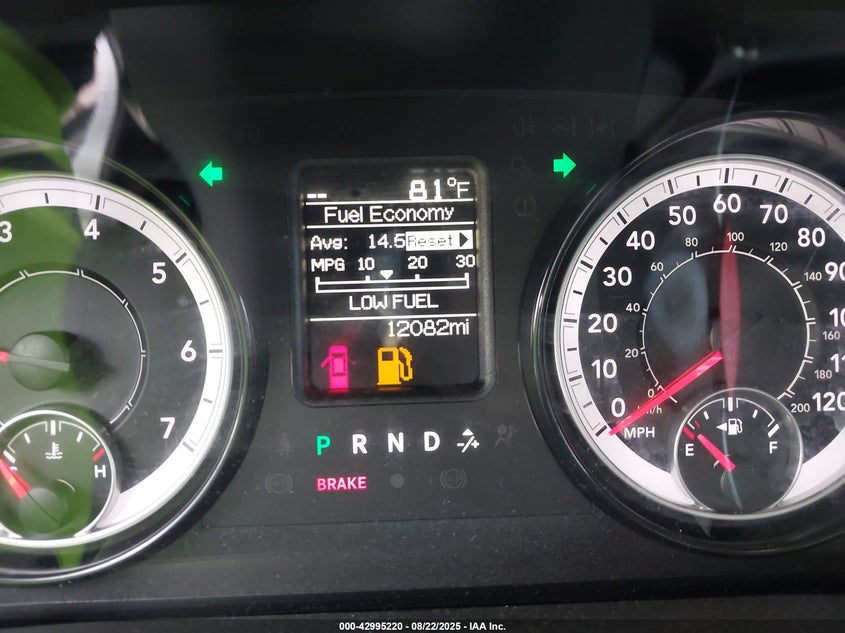 -- 81°F
Fuel Economy
Avg: 14.5 Reset
MPG 10 20 30
LOW FUEL
12082mi
P R N D -/+
BRAKE
3 4 5 6 7
H
0 10 20 30 40 50 60 70 80 90
120
MPH
0 20 40 60 80 100 120 140 160 180 200
km/h
E F
000-42995220 - 08/22/2025 - IAA Inc.